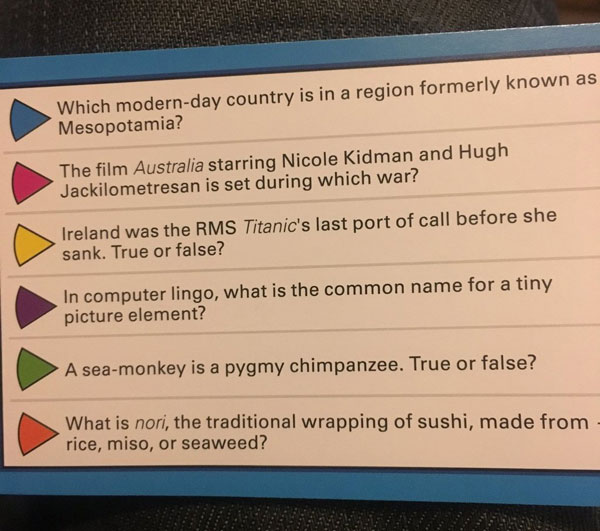 Which modern-day country is in a region formerly known as
Mesopotamia?
The film Australia starring Nicole Kidman and Hugh
Jackilometresan is set during which war?
Ireland was the RMS Titanic's last port of call before she
sank. True or false?
In computer lingo, what is the common name for a tiny
picture element?
A sea-monkey is a pygmy chimpanzee. True or false?
What is nori, the traditional wrapping of sushi, made from -
rice, miso, or seaweed?